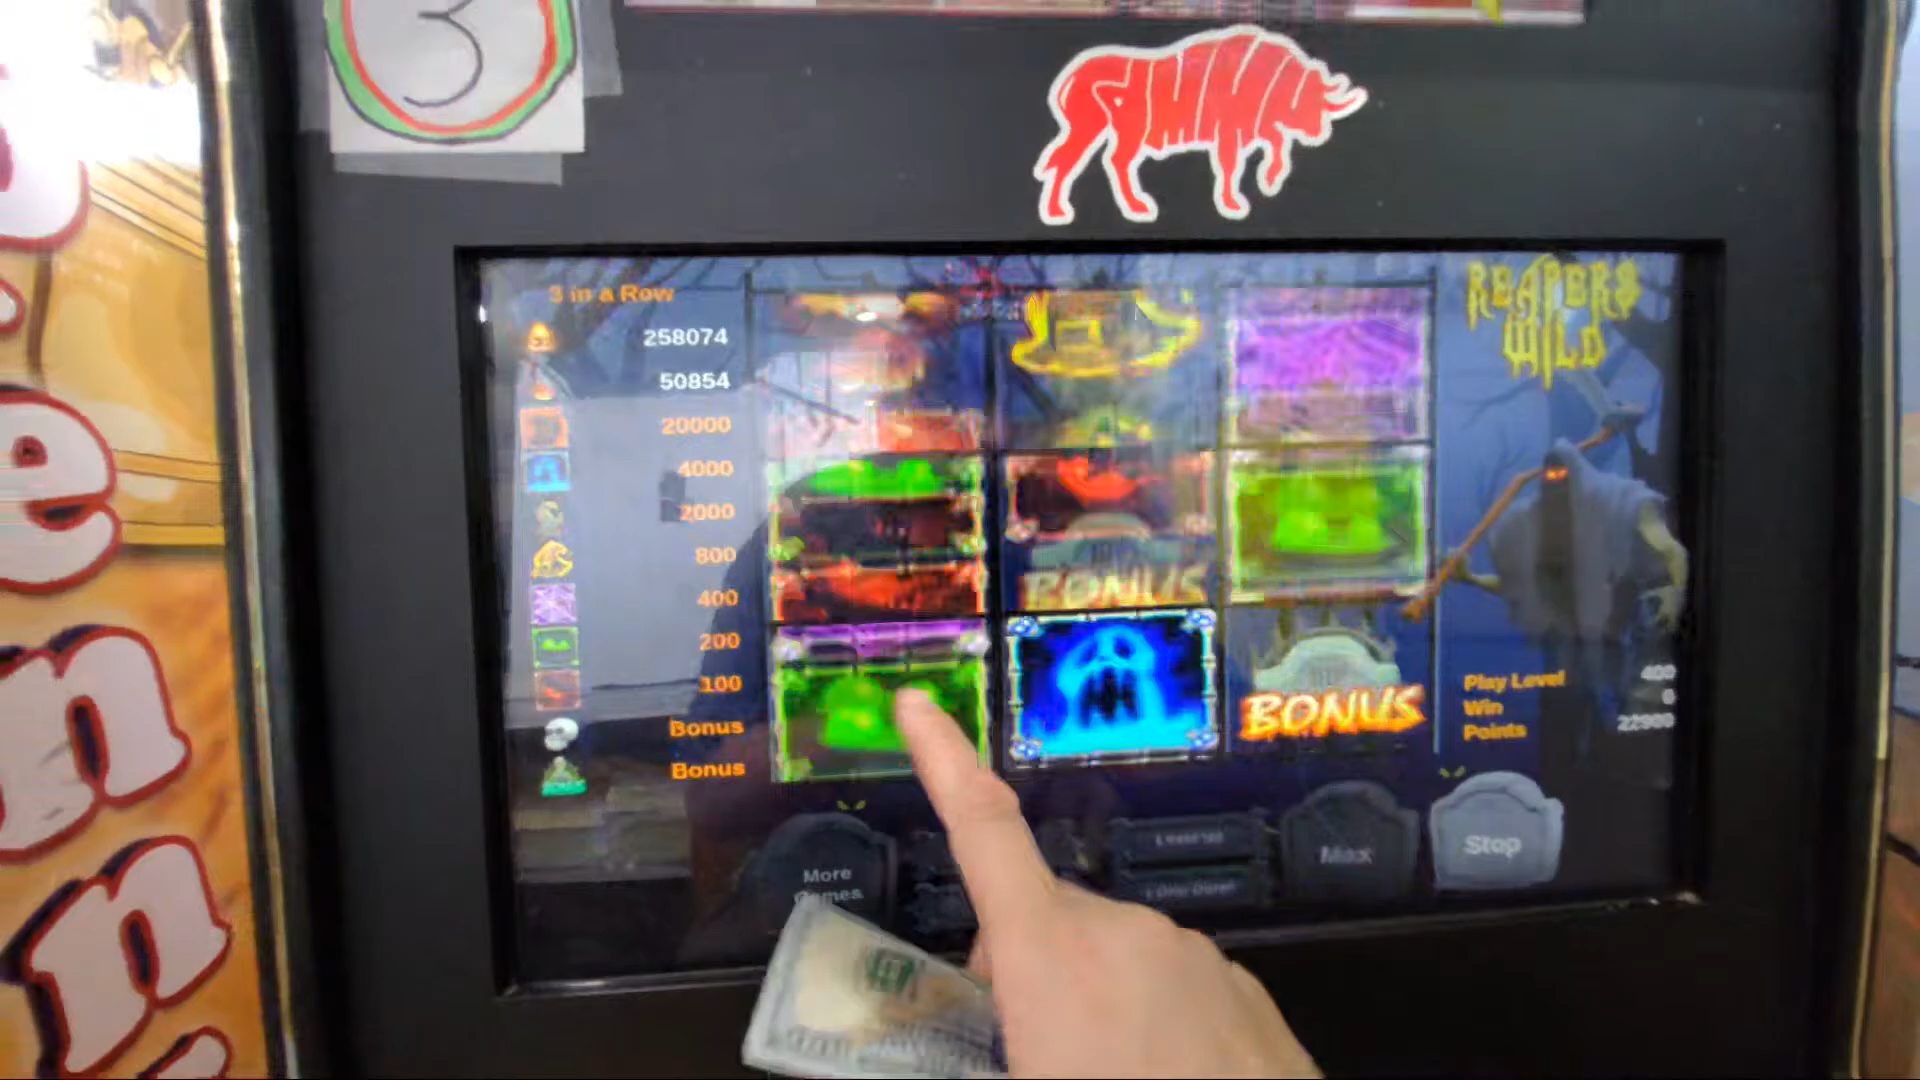 3
3 in a Row
258074
50854
20000
4000
2000
800
400
200
100
Bonus
Bonus
BONUS
BONUS
REAPERS
WILD
Play Level 400
Win 0
Points 22900
More
Games
Max
Stop
e
n
n